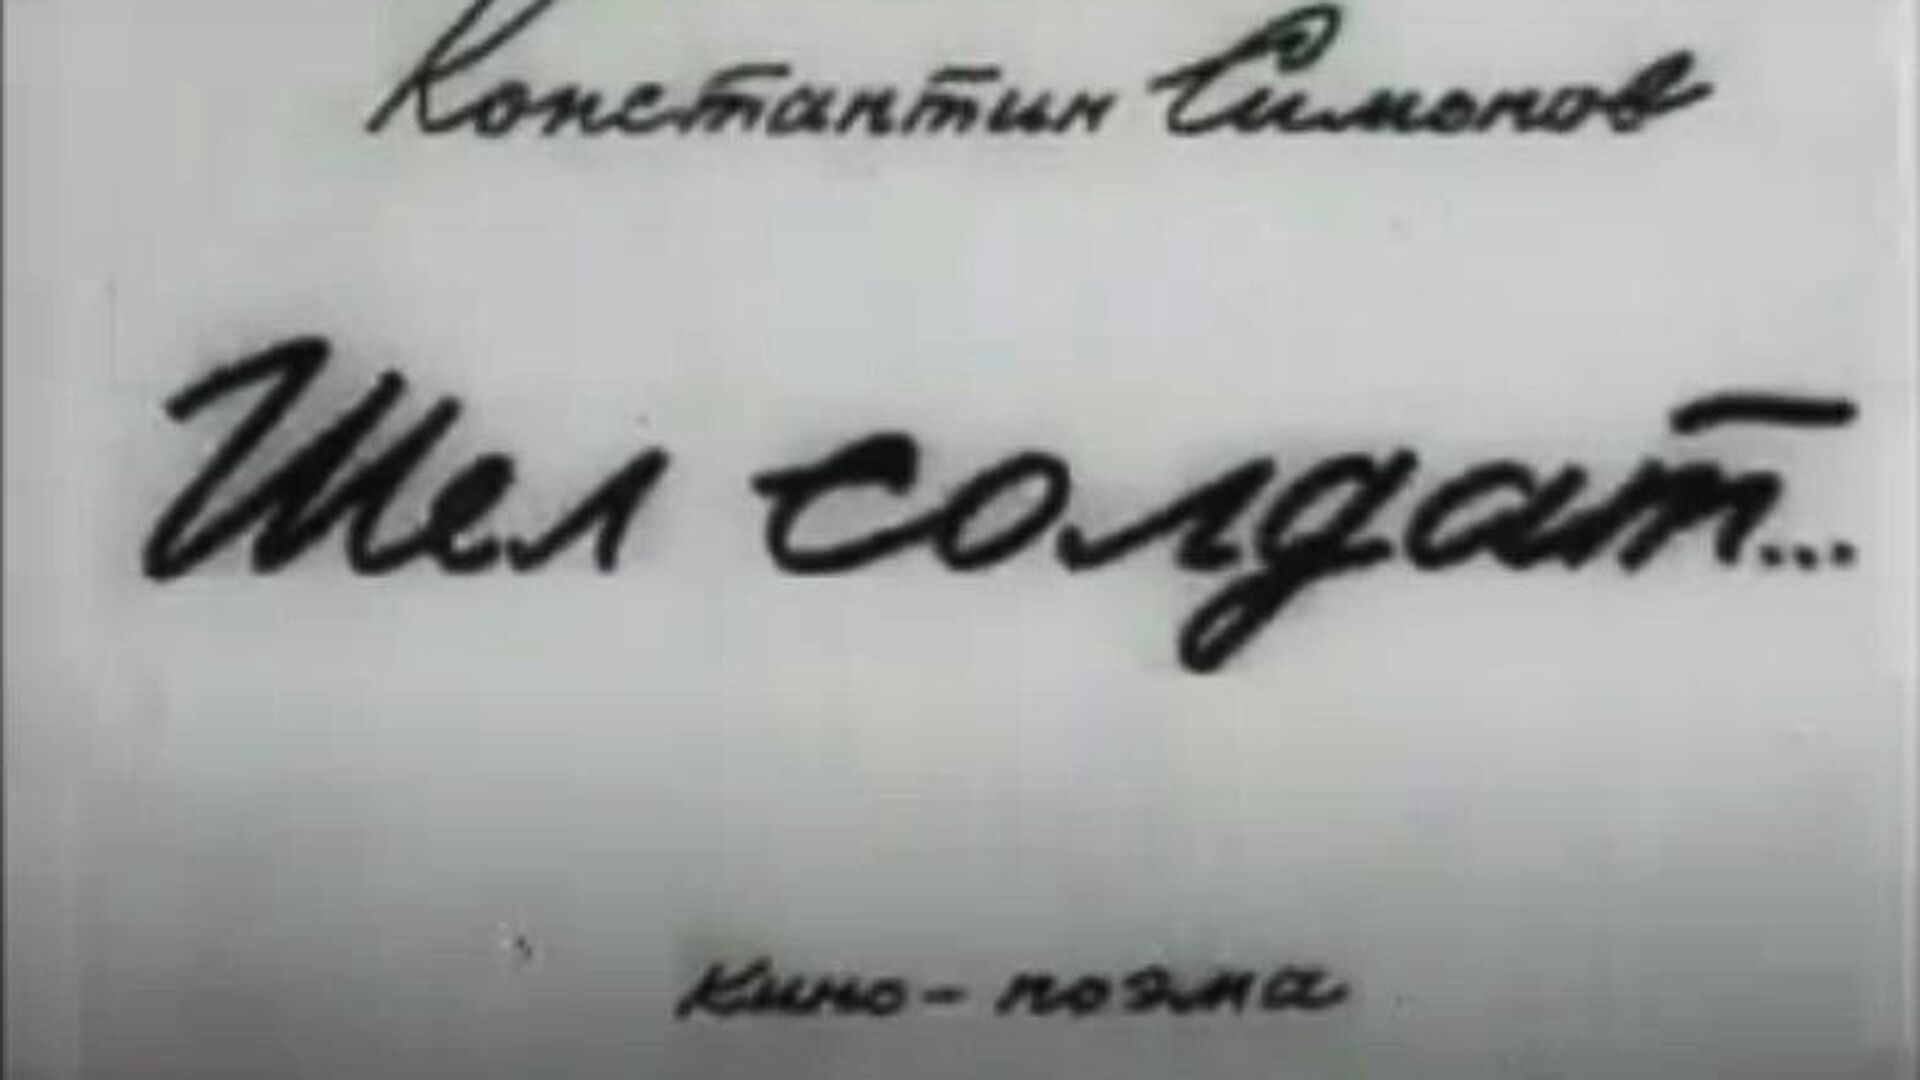 Константин Симонов
Шел солдат...
кино-поэма